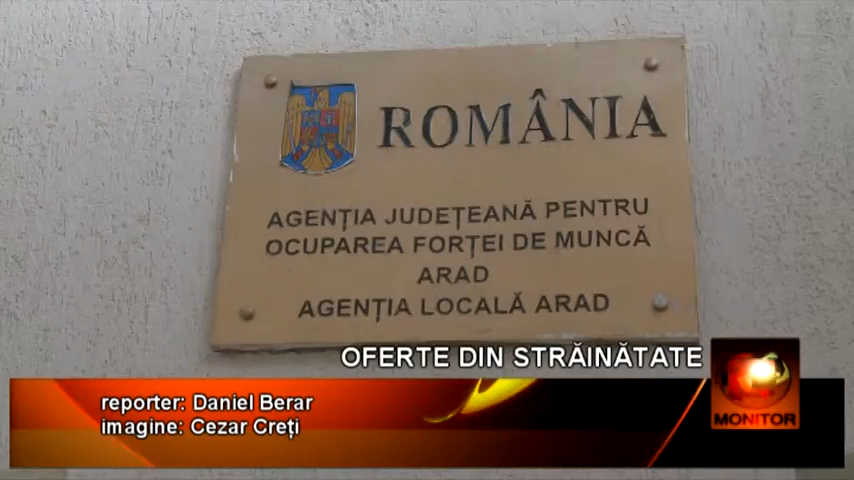 ROMÂNIA
AGENȚIA JUDEȚEANĂ PENTRU
OCUPAREA FORȚEI DE MUNCĂ
ARAD
AGENȚIA LOCALĂ ARAD
OFERTE DIN STRĂINĂTATE
reporter: Daniel Berar
imagine: Cezar Creți
MONITOR